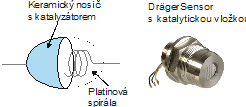 Keramický nosič
s katalyzátorem
DrägerSensor
s katalytickou vložkou
Platinová
spirála